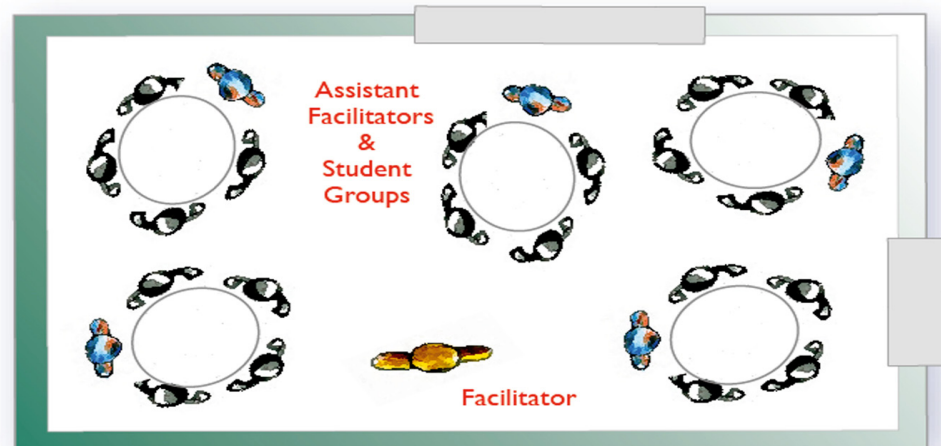 Assistant
Facilitators
&
Student
Groups
Facilitator